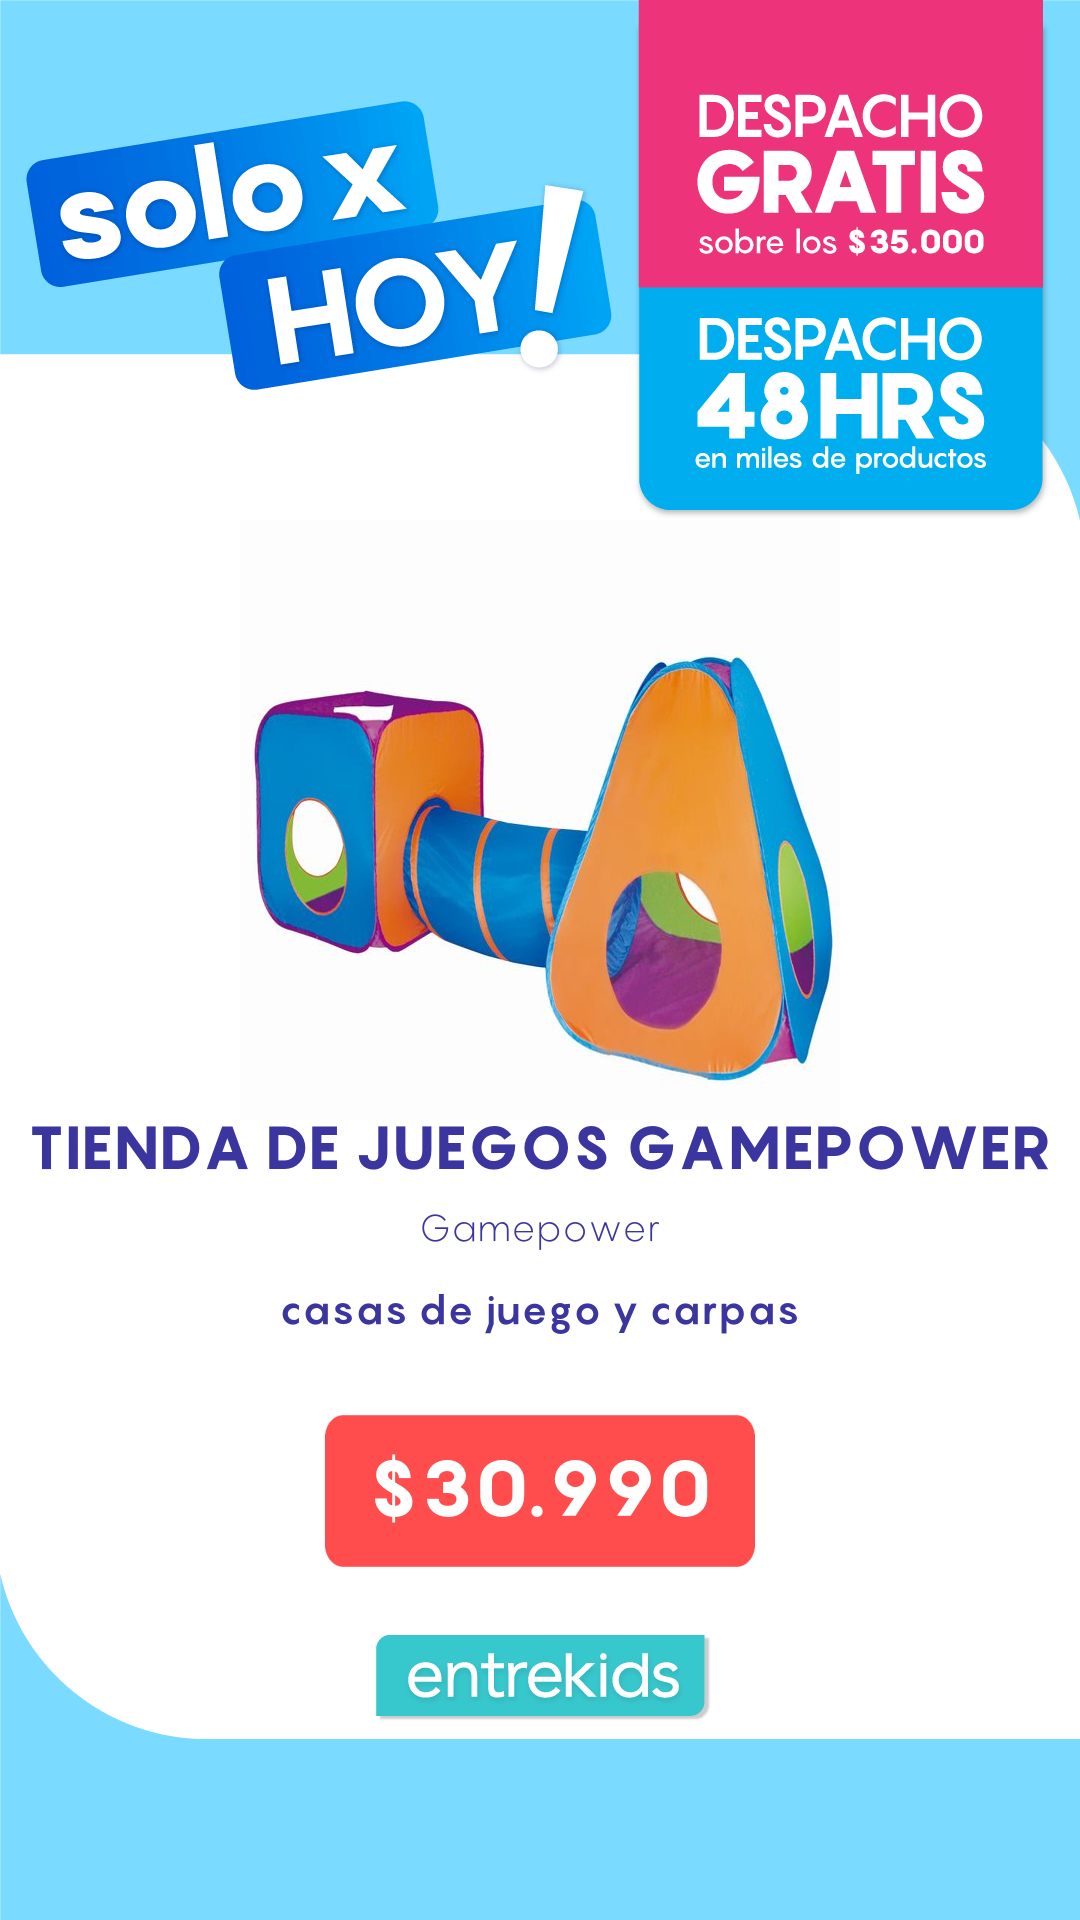 solo x
HOY!
DESPACHO
GRATIS
sobre los $35.000
DESPACHO
48HRS
en miles de productos
TIENDA DE JUEGOS GAMEPOWER
Gamepower
casas de juego y carpas
$30.990
entrekids